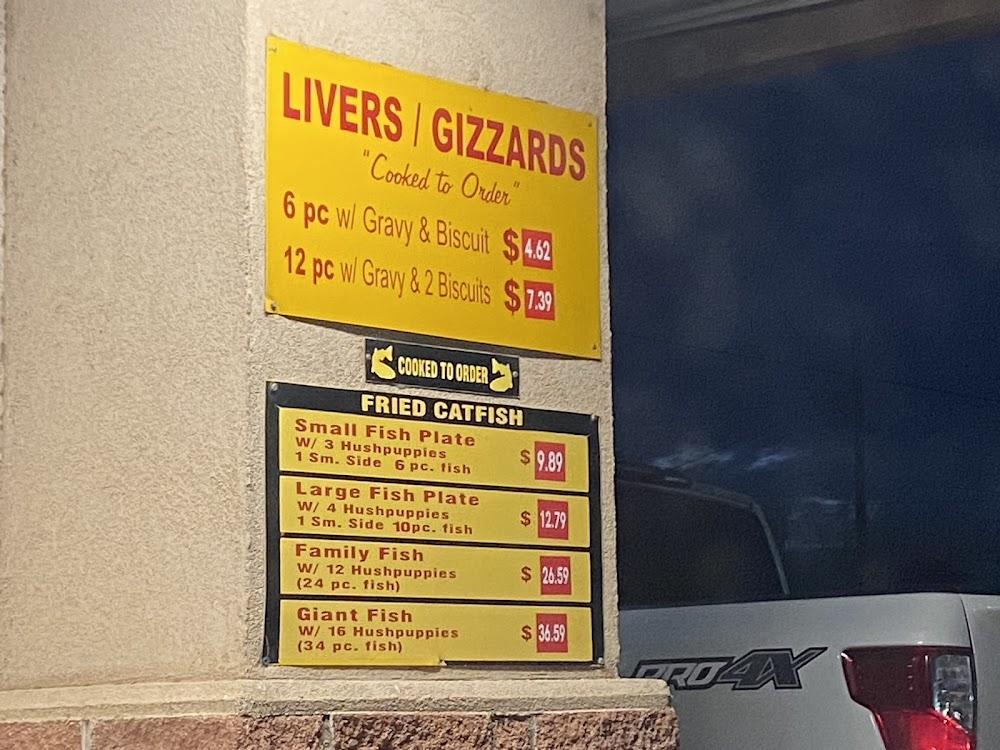 LIVERS / GIZZARDS
"Cooked to Order"
6 pc w/ Gravy & Biscuit $ 4.62
12 pc w/ Gravy & 2 Biscuits $ 7.39
COOKED TO ORDER
FRIED CATFISH
Small Fish Plate
W/ 3 Hushpuppies
1 Sm. Side 6 pc. fish $ 9.89
Large Fish Plate
W/ 4 Hushpuppies
1 Sm. Side 10pc. fish $ 12.79
Family Fish
W/ 12 Hushpuppies
(24 pc. fish) $ 26.59
Giant Fish
W/ 16 Hushpuppies
(34 pc. fish) $ 36.59
PRO4X